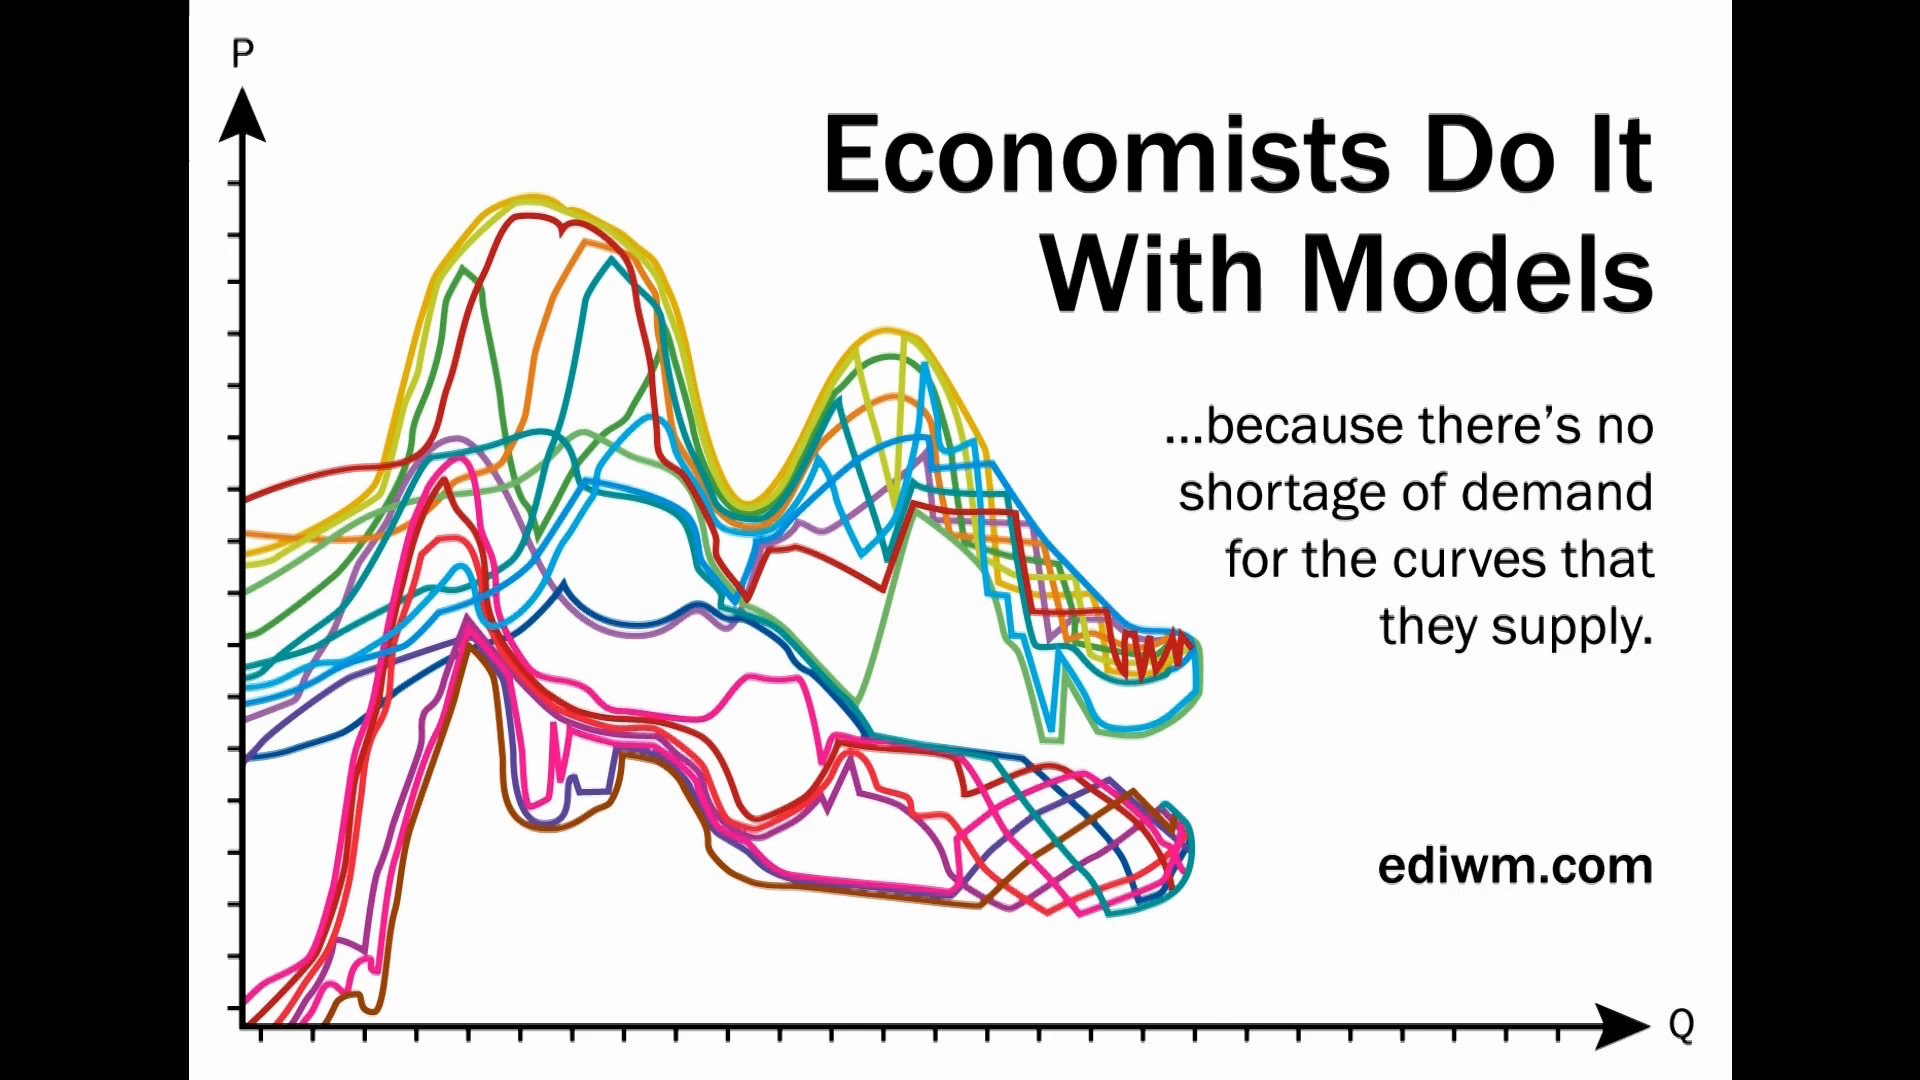 P
Economists Do It
With Models
...because there's no
shortage of demand
for the curves that
they supply.
ediwm.com
Q